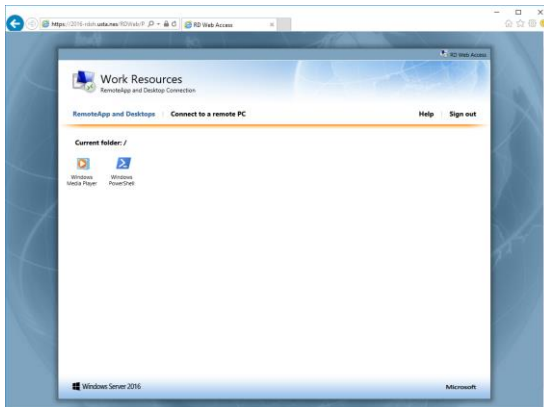 RD Web Access
RD Web Access
Work Resources
RemoteApp and Desktop Connection
RemoteApp and Desktops
Connect to a remote PC
Help
Sign out
Current folder: /
Windows Media Player
Windows PowerShell
Windows Server 2016
Microsoft